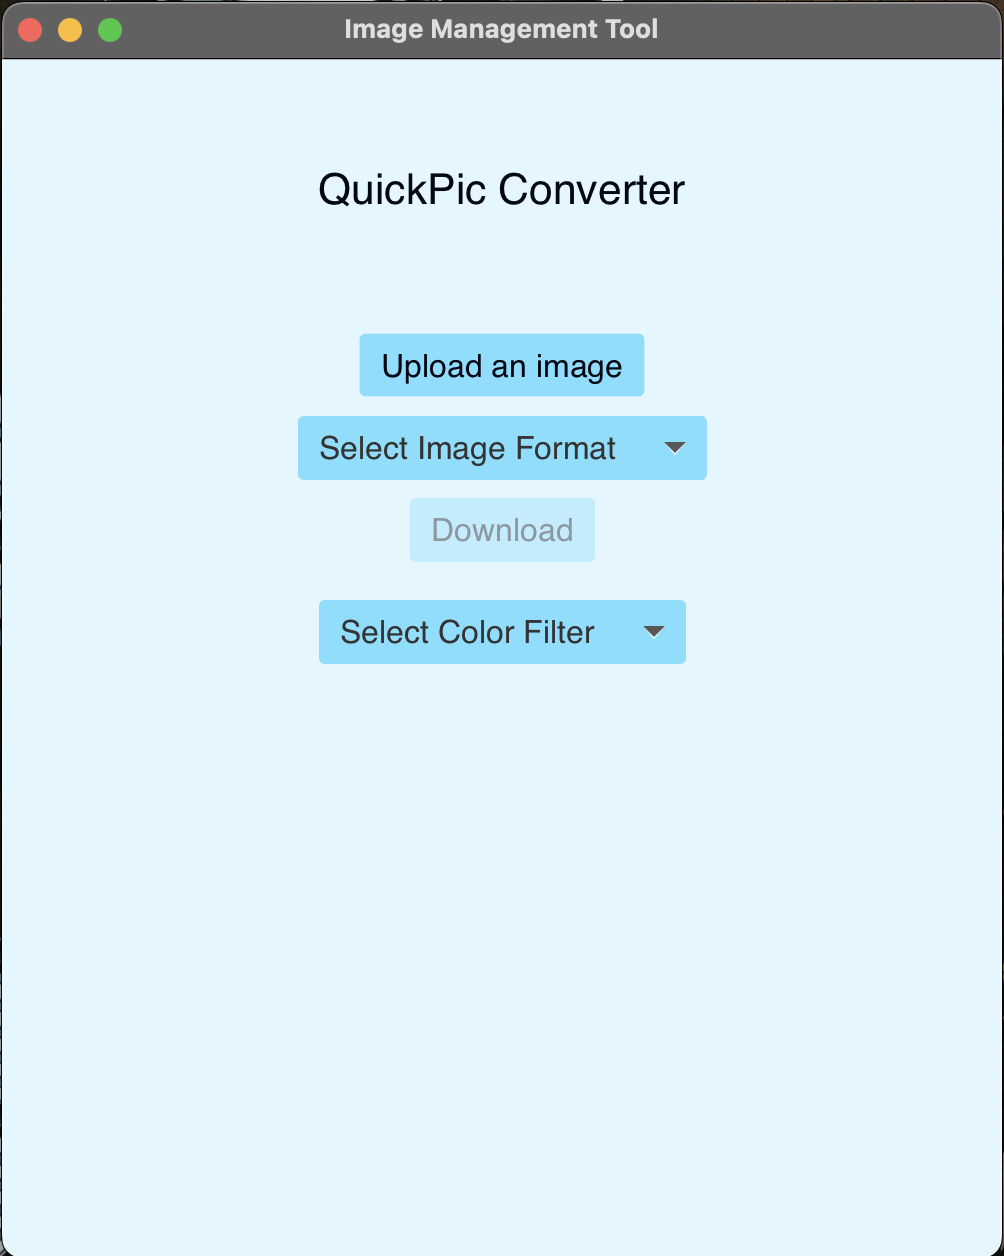 Image Management Tool
QuickPic Converter
Upload an image
Select Image Format
Download
Select Color Filter